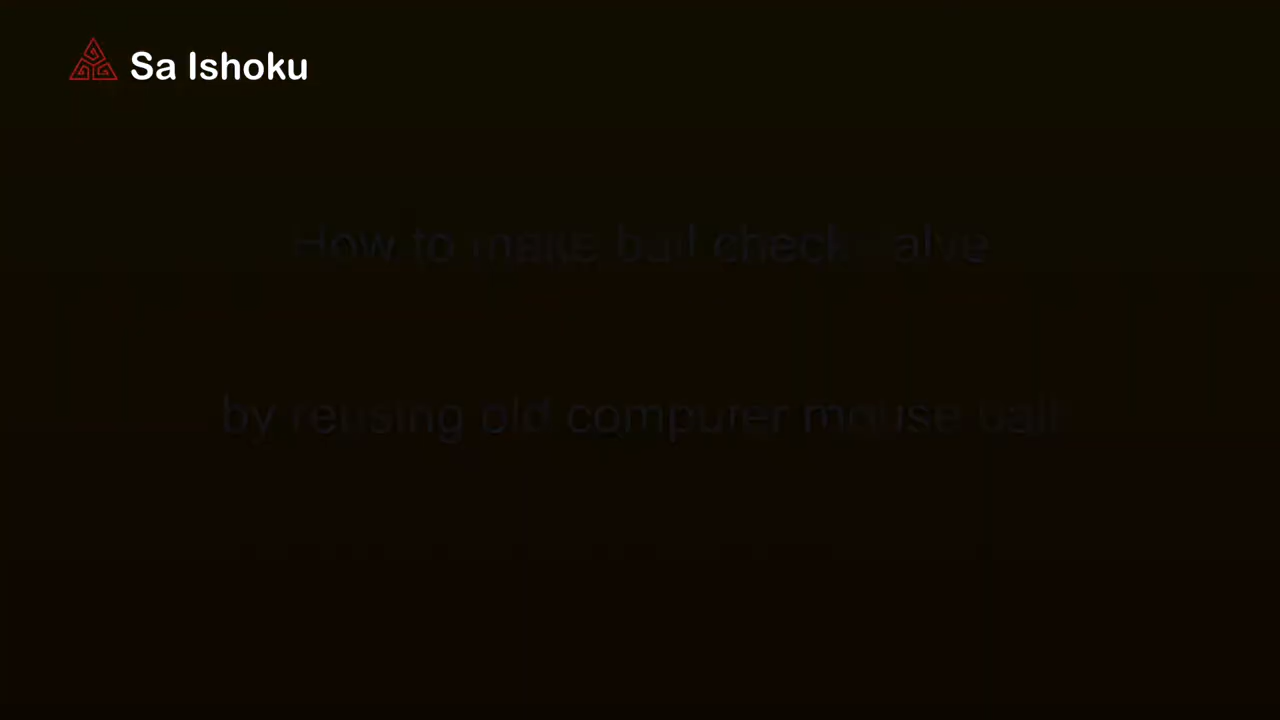 Sa Ishoku
How to make ball check valve
by reusing old computer mouse ball